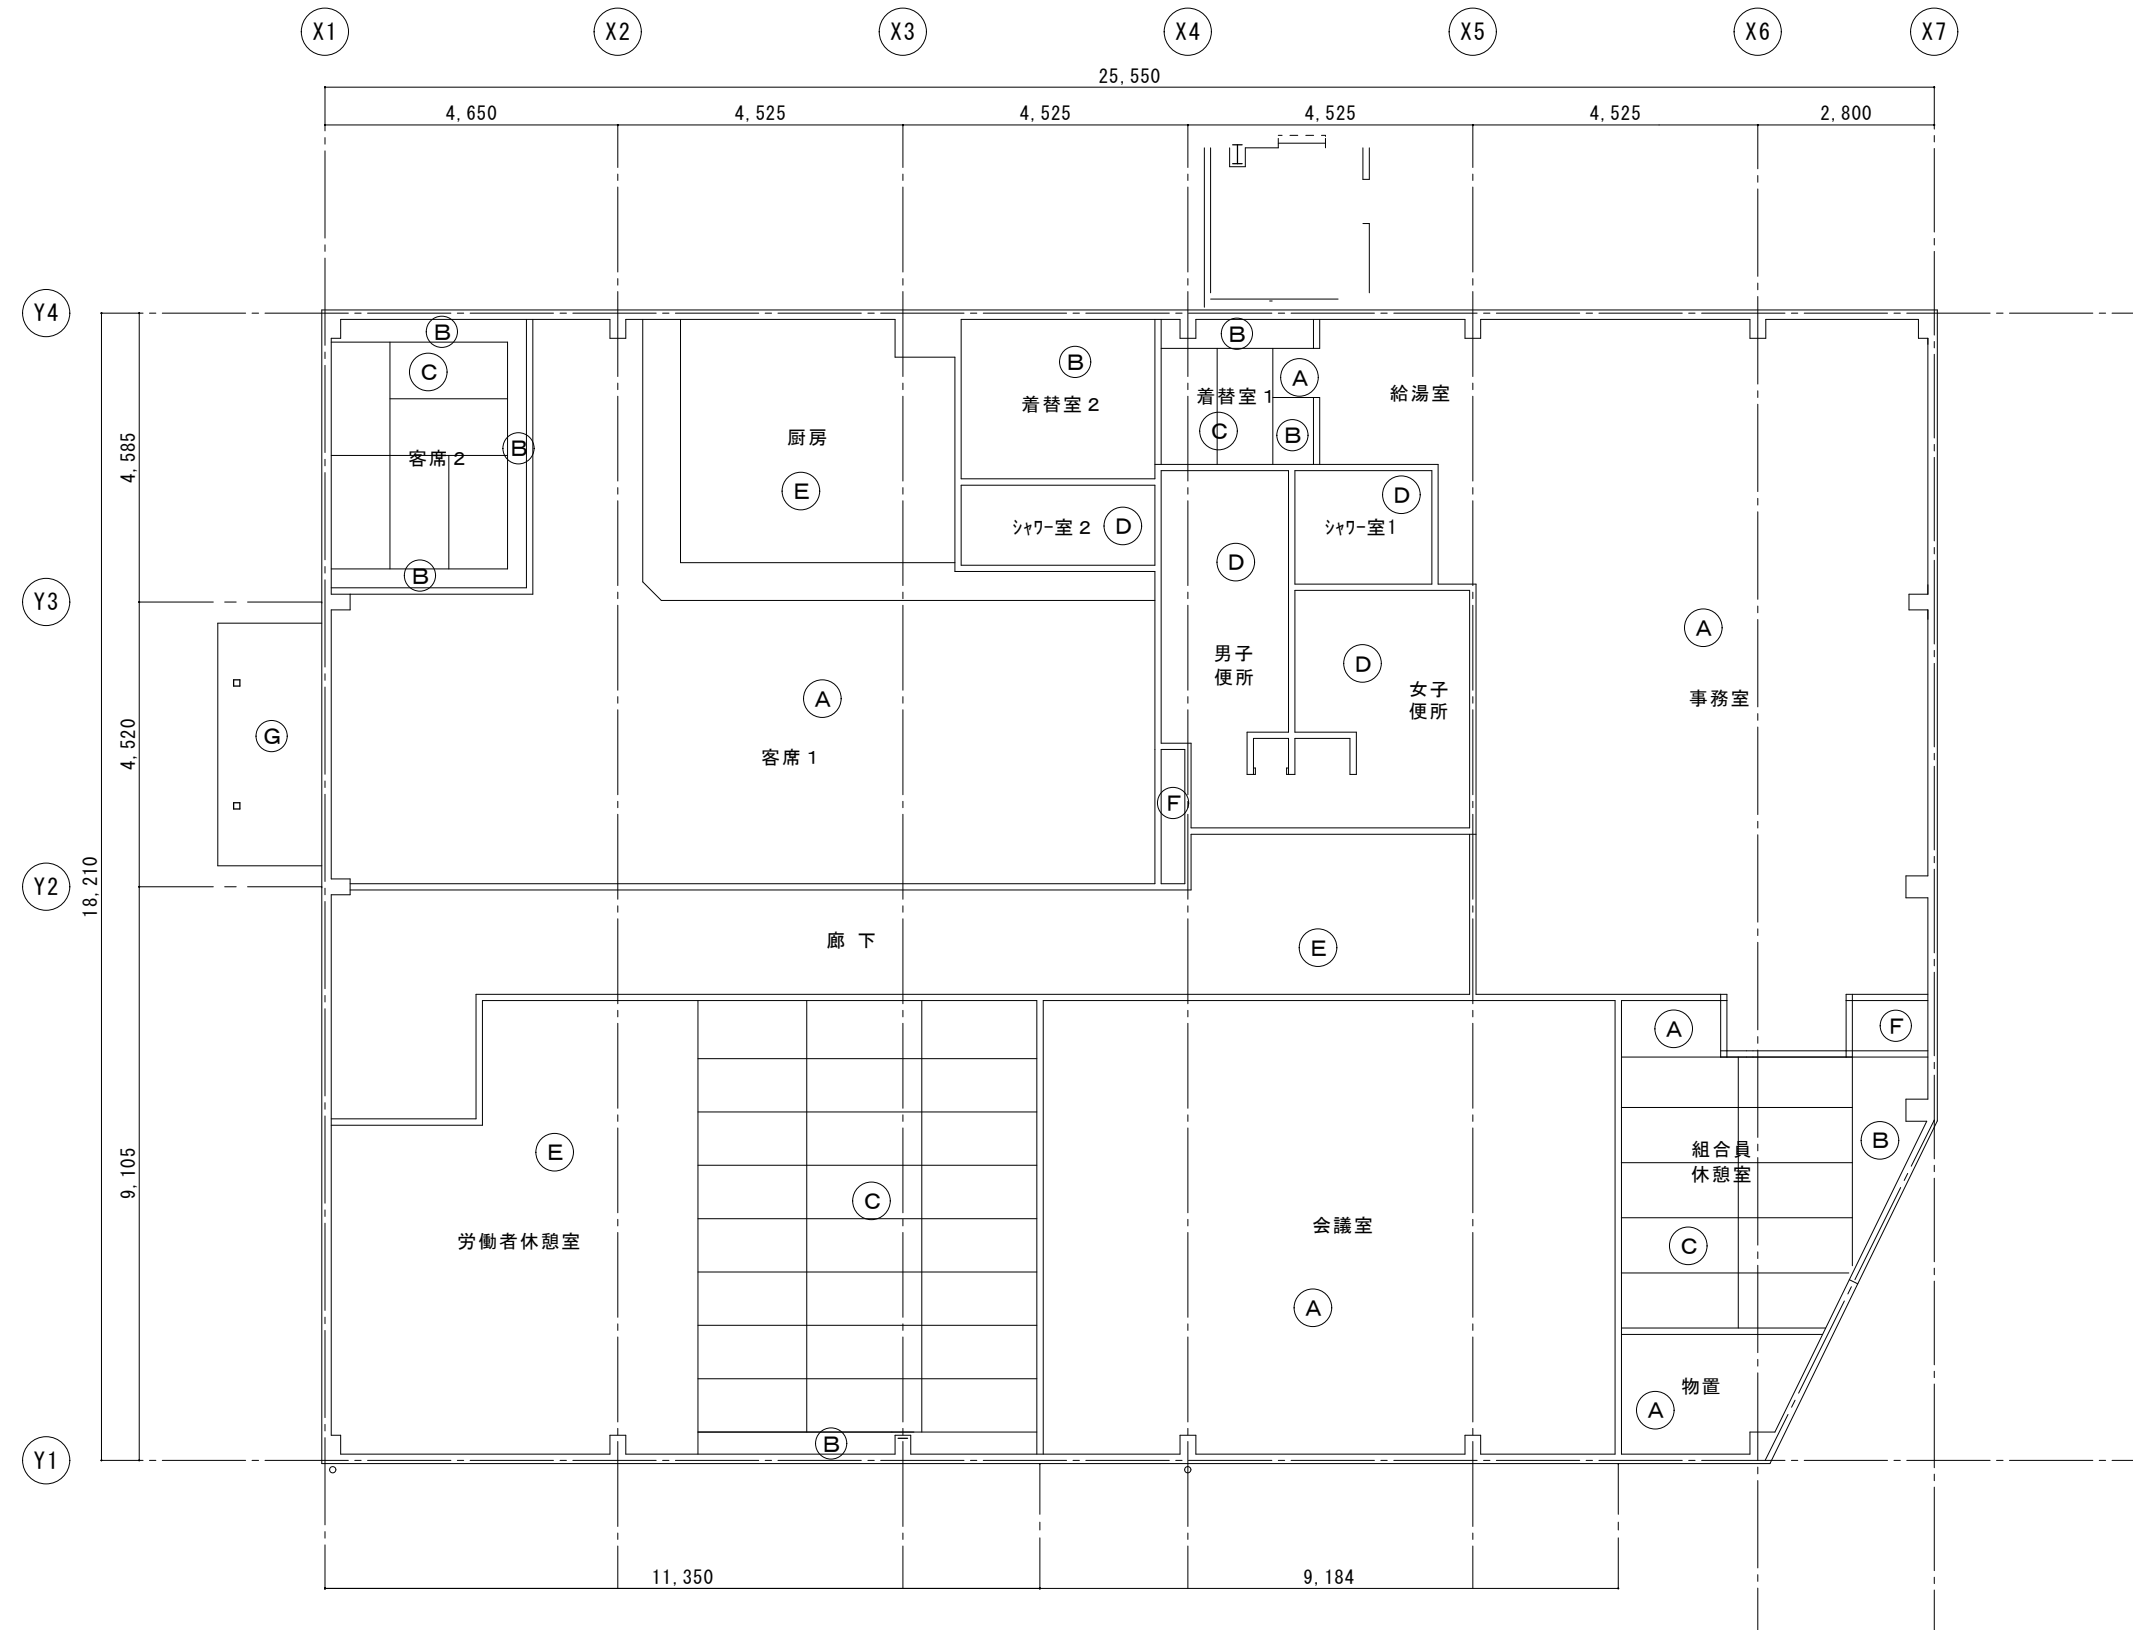 X1 X2 X3 X4 X5 X6 X7
25,550
4,650 4,525 4,525 4,525 4,525 2,800
Y4
Y3
Y2
Y1
4,585
4,520
18,210
9,105
B
C
B
客席２
B
厨房
E
B
着替室２
シャワー室２ D
B
A
着替室１
C
B
給湯室
D
シャワー室1
D
男子
便所
D
女子
便所
A
事務室
A
客席１
G
F
廊 下
E
E
労働者休憩室
C
B
会議室
A
A
F
B
組合員
休憩室
C
物置
A
11,350 9,184